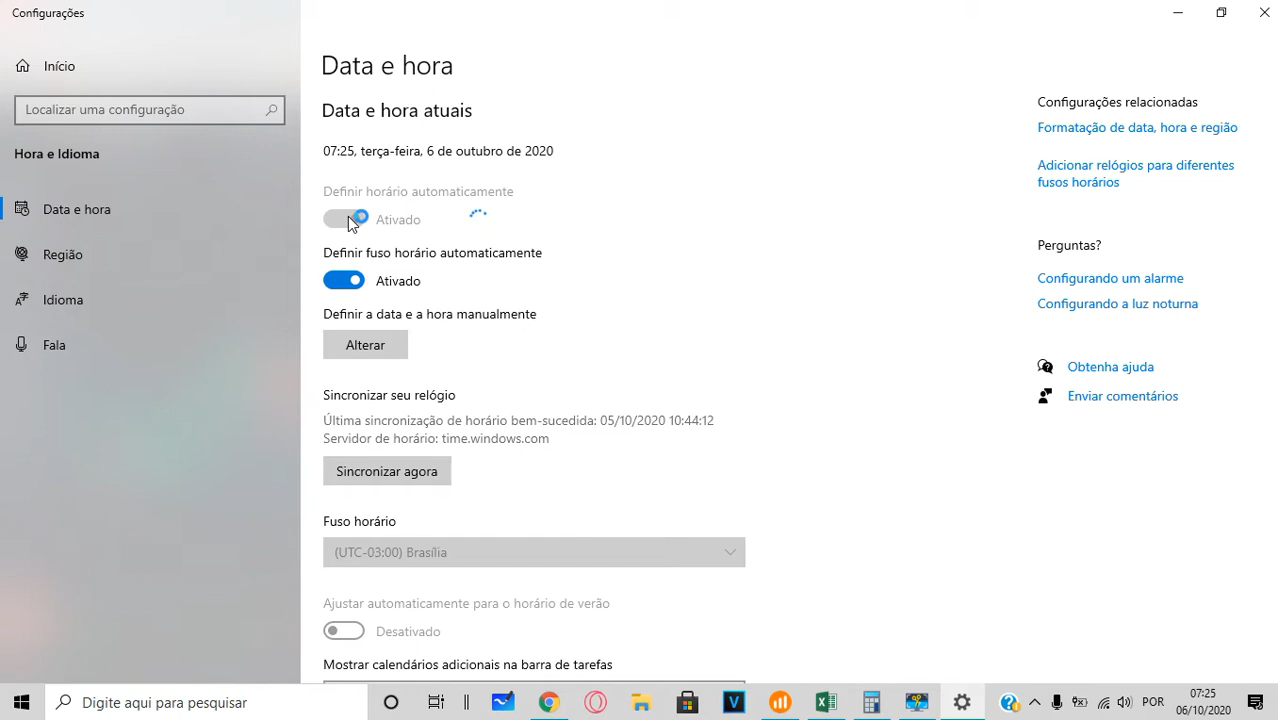 Configurações
Início
Localizar uma configuração
Hora e Idioma
Data e hora
Região
Idioma
Fala
Data e hora
Data e hora atuais
07:25, terça-feira, 6 de outubro de 2020
Definir horário automaticamente
Ativado
Definir fuso horário automaticamente
Ativado
Definir a data e a hora manualmente
Alterar
Sincronizar seu relógio
Última sincronização de horário bem-sucedida: 05/10/2020 10:44:12
Servidor de horário: time.windows.com
Sincronizar agora
Fuso horário
(UTC-03:00) Brasília
Ajustar automaticamente para o horário de verão
Desativado
Mostrar calendários adicionais na barra de tarefas
Configurações relacionadas
Formatação de data, hora e região
Adicionar relógios para diferentes
fusos horários
Perguntas?
Configurando um alarme
Configurando a luz noturna
Obtenha ajuda
Enviar comentários
Digite aqui para pesquisar
POR
07:25
06/10/2020